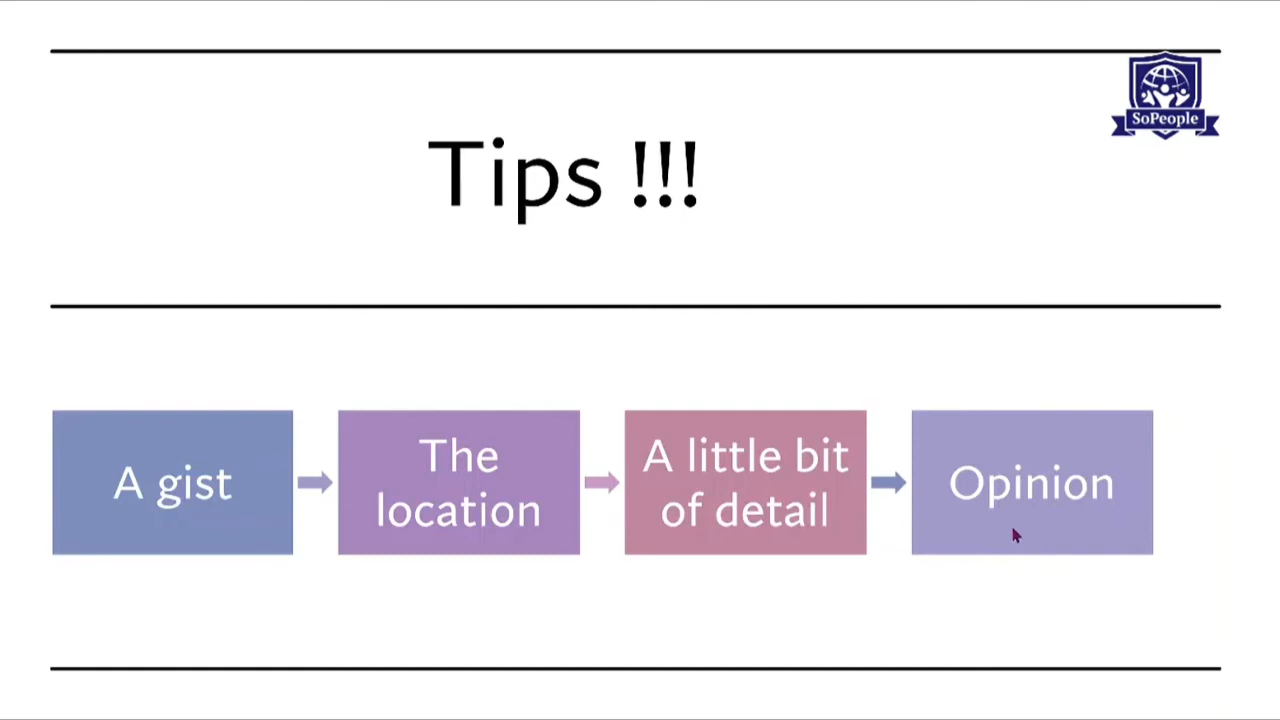 SoPeople
Tips !!!
A gist
The
location
A little bit
of detail
Opinion